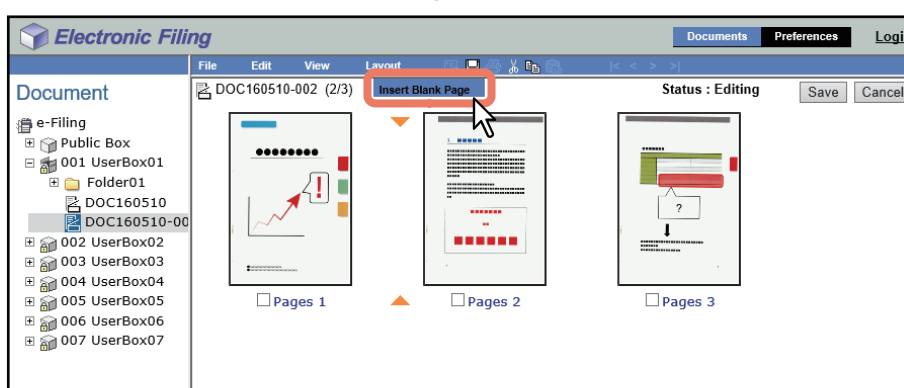 Electronic Filing
Documents
Preferences
File Edit View Layout
|< < > >|
Document
DOC160510-002 (2/3)
Insert Blank Page
Status : Editing
Save
Cancel
e-Filing
Public Box
001 UserBox01
Folder01
DOC160510
DOC160510-00
002 UserBox02
003 UserBox03
004 UserBox04
005 UserBox05
006 UserBox06
007 UserBox07
!
?
Pages 1
Pages 2
Pages 3